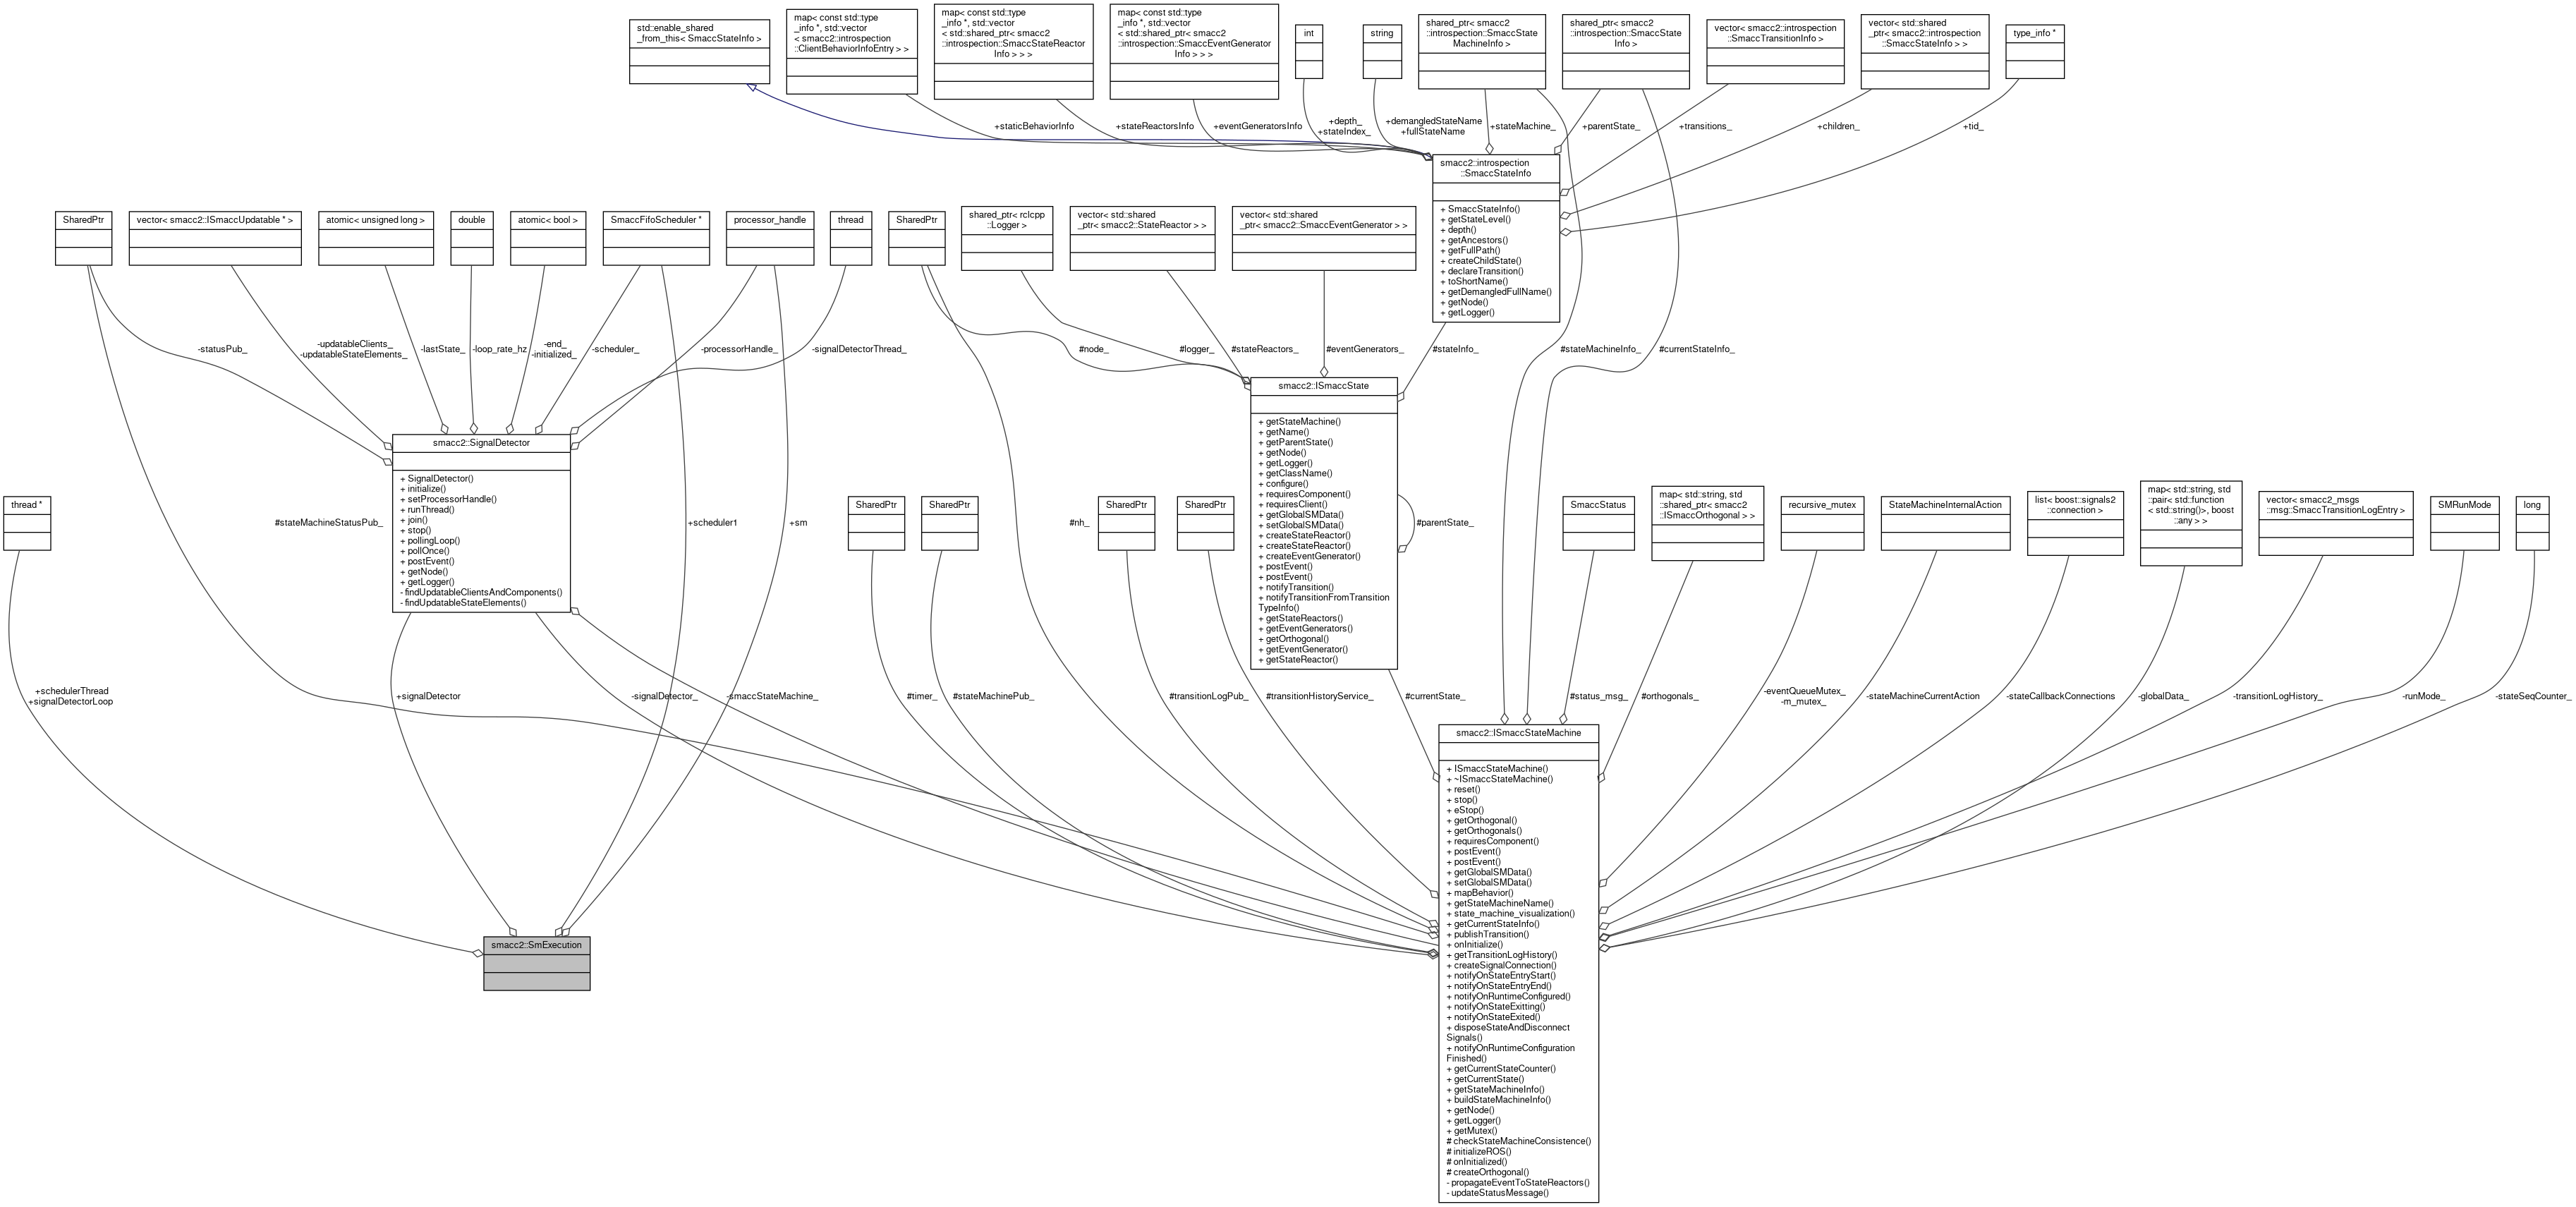 std::enable_shared
_from_this< SmaccStateInfo >
map< const std::type
_info *, std::vector
< smacc2::introspection
::ClientBehaviorInfoEntry > >
map< const std::type
_info *, std::vector
< std::shared_ptr< smacc2
::introspection::SmaccStateReactor
Info > > >
map< const std::type
_info *, std::vector
< std::shared_ptr< smacc2
::introspection::SmaccEventGenerator
Info > > >
int
string
shared_ptr< smacc2
::introspection::SmaccState
MachineInfo >
shared_ptr< smacc2
::introspection::SmaccState
Info >
vector< smacc2::introspection
::SmaccTransitionInfo >
vector< std::shared
_ptr< smacc2::introspection
::SmaccStateInfo > >
type_info *
+staticBehaviorInfo
+stateReactorsInfo
+eventGeneratorsInfo
+depth_
+stateIndex_
+demangledStateName
+fullStateName
+stateMachine_
+parentState_
+transitions_
+children_
+tid_
smacc2::introspection
::SmaccStateInfo
+ SmaccStateInfo()
+ getStateLevel()
+ depth()
+ getAncestors()
+ getFullPath()
+ createChildState()
+ declareTransition()
+ toShortName()
+ getDemangledFullName()
+ getNode()
+ getLogger()
SharedPtr
vector< smacc2::ISmaccUpdatable * >
atomic< unsigned long >
double
atomic< bool >
SmaccFifoScheduler *
processor_handle
thread
SharedPtr
shared_ptr< rclcpp
::Logger >
vector< std::shared
_ptr< smacc2::StateReactor > >
vector< std::shared
_ptr< smacc2::SmaccEventGenerator > >
-statusPub_
-updatableClients_
-updatableStateElements_
-lastState_
-loop_rate_hz
-end_
-initialized_
-scheduler_
-processorHandle_
-signalDetectorThread_
#node_
#logger_
#stateReactors_
#eventGenerators_
#stateInfo_
#stateMachineInfo_
#currentStateInfo_
smacc2::SignalDetector
+ SignalDetector()
+ initialize()
+ setProcessorHandle()
+ runThread()
+ join()
+ stop()
+ pollingLoop()
+ pollOnce()
+ postEvent()
+ getNode()
+ getLogger()
- findUpdatableClientsAndComponents()
- findUpdatableStateElements()
smacc2::ISmaccState
+ getStateMachine()
+ getName()
+ getParentState()
+ getNode()
+ getLogger()
+ getClassName()
+ configure()
+ requiresComponent()
+ requiresClient()
+ getGlobalSMData()
+ setGlobalSMData()
+ createStateReactor()
+ createStateReactor()
+ createEventGenerator()
+ postEvent()
+ postEvent()
+ notifyTransition()
+ notifyTransitionFromTransition
TypeInfo()
+ getStateReactors()
+ getEventGenerators()
+ getOrthogonal()
+ getEventGenerator()
+ getStateReactor()
thread *
#stateMachineStatusPub_
+scheduler1
+sm
SharedPtr
SharedPtr
#nh_
SharedPtr
SharedPtr
#parentState_
SmaccStatus
map< std::string, std
::shared_ptr< smacc2
::ISmaccOrthogonal > >
recursive_mutex
StateMachineInternalAction
list< boost::signals2
::connection >
map< std::string, std
::pair< std::function
< std::string()>, boost
::any > >
vector< smacc2_msgs
::msg::SmaccTransitionLogEntry >
SMRunMode
long
+schedulerThread
+signalDetectorLoop
+signalDetector
-signalDetector_
-smaccStateMachine_
#timer_
#stateMachinePub_
#transitionLogPub_
#transitionHistoryService_
#currentState_
#status_msg_
#orthogonals_
-eventQueueMutex_
-m_mutex_
-stateMachineCurrentAction
-stateCallbackConnections
-globalData_
-transitionLogHistory_
-runMode_
-stateSeqCounter_
smacc2::SmExecution
smacc2::ISmaccStateMachine
+ ISmaccStateMachine()
+ ~ISmaccStateMachine()
+ reset()
+ stop()
+ eStop()
+ getOrthogonal()
+ getOrthogonals()
+ requiresComponent()
+ postEvent()
+ postEvent()
+ getGlobalSMData()
+ setGlobalSMData()
+ mapBehavior()
+ getStateMachineName()
+ state_machine_visualization()
+ getCurrentStateInfo()
+ publishTransition()
+ onInitialize()
+ getTransitionLogHistory()
+ createSignalConnection()
+ notifyOnStateEntryStart()
+ notifyOnStateEntryEnd()
+ notifyOnRuntimeConfigured()
+ notifyOnStateExitting()
+ notifyOnStateExited()
+ disposeStateAndDisconnect
Signals()
+ notifyOnRuntimeConfiguration
Finished()
+ getCurrentStateCounter()
+ getCurrentState()
+ getStateMachineInfo()
+ buildStateMachineInfo()
+ getNode()
+ getLogger()
+ getMutex()
# checkStateMachineConsistence()
# initializeROS()
# onInitialized()
# createOrthogonal()
- propagateEventToStateReactors()
- updateStatusMessage()